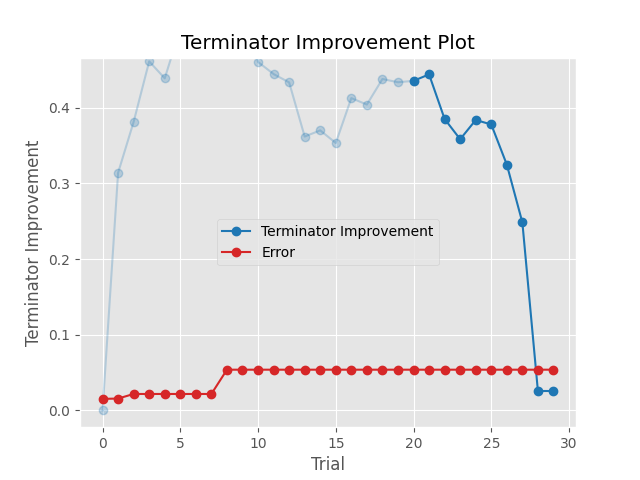 Terminator Improvement Plot
Terminator Improvement
0.4
0.3
0.2
0.1
0.0
Terminator Improvement
Error
0 5 10 15 20 25 30
Trial